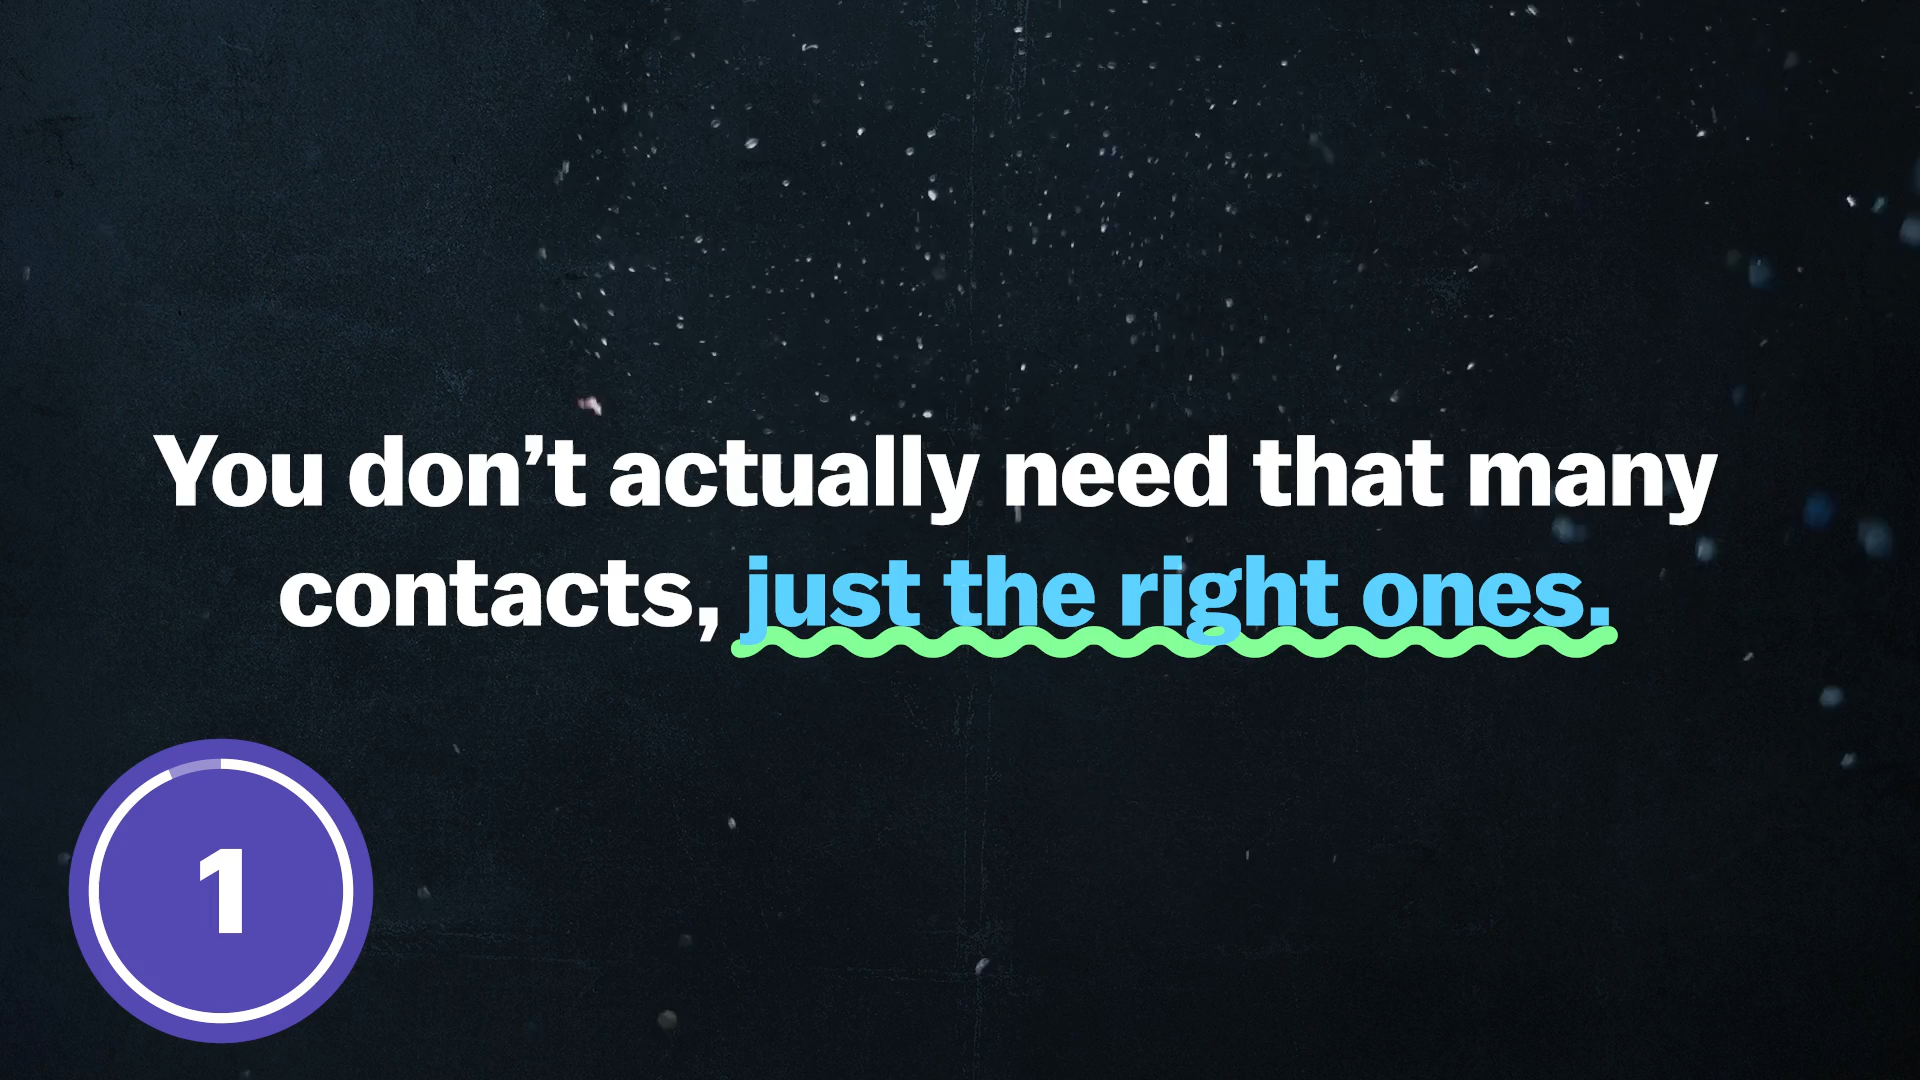 You don’t actually need that many
contacts, just the right ones.
1